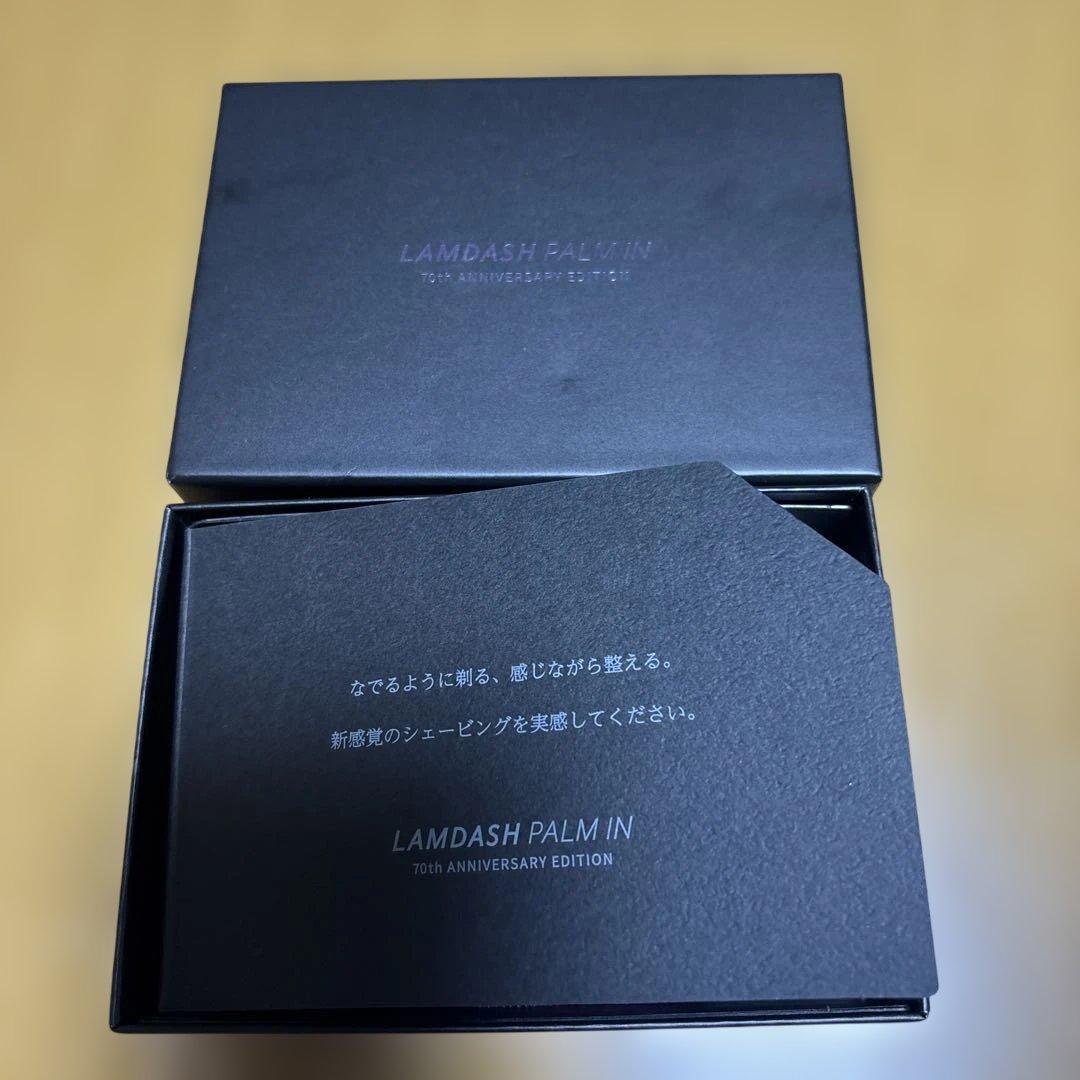 LAMDASH PALM IN
70th ANNIVERSARY EDITION
なでるように剃る、感じながら整える。
新感覚のシェービングを実感してください。
LAMDASH PALM IN
70th ANNIVERSARY EDITION